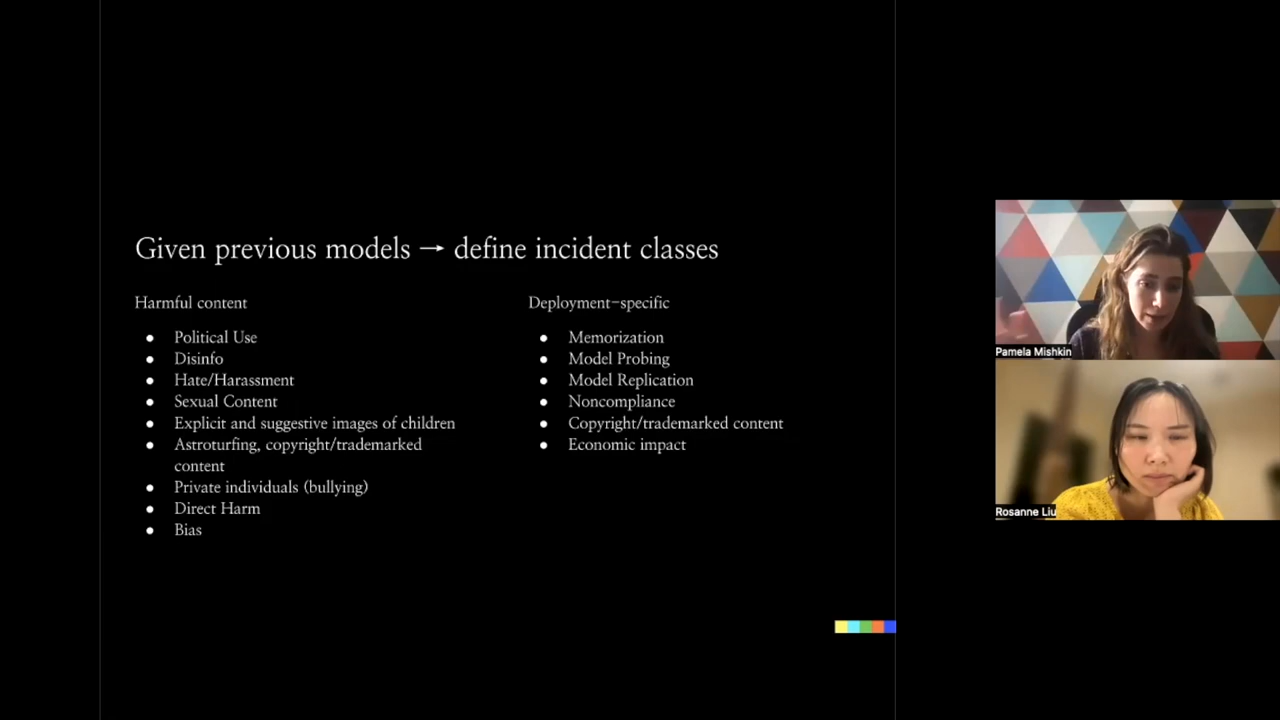 Given previous models → define incident classes
Harmful content
● Political Use
● Disinfo
● Hate/Harassment
● Sexual Content
● Explicit and suggestive images of children
● Astroturfing, copyright/trademarked
content
● Private individuals (bullying)
● Direct Harm
● Bias
Deployment-specific
● Memorization
● Model Probing
● Model Replication
● Noncompliance
● Copyright/trademarked content
● Economic impact
Pamela Mishkin
Rosanne Liu